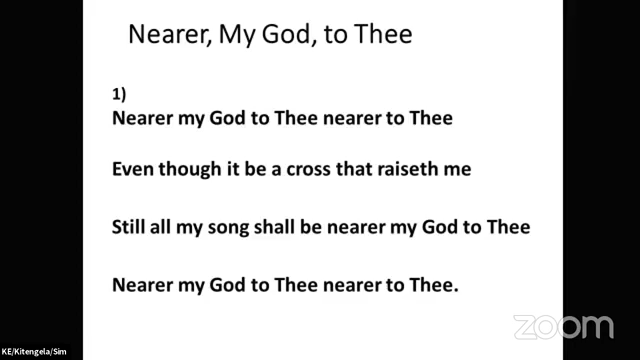 Nearer, My God, to Thee
1)
Nearer my God to Thee nearer to Thee
Even though it be a cross that raiseth me
Still all my song shall be nearer my God to Thee
Nearer my God to Thee nearer to Thee.
zoom
KE/Kitengela/Sim